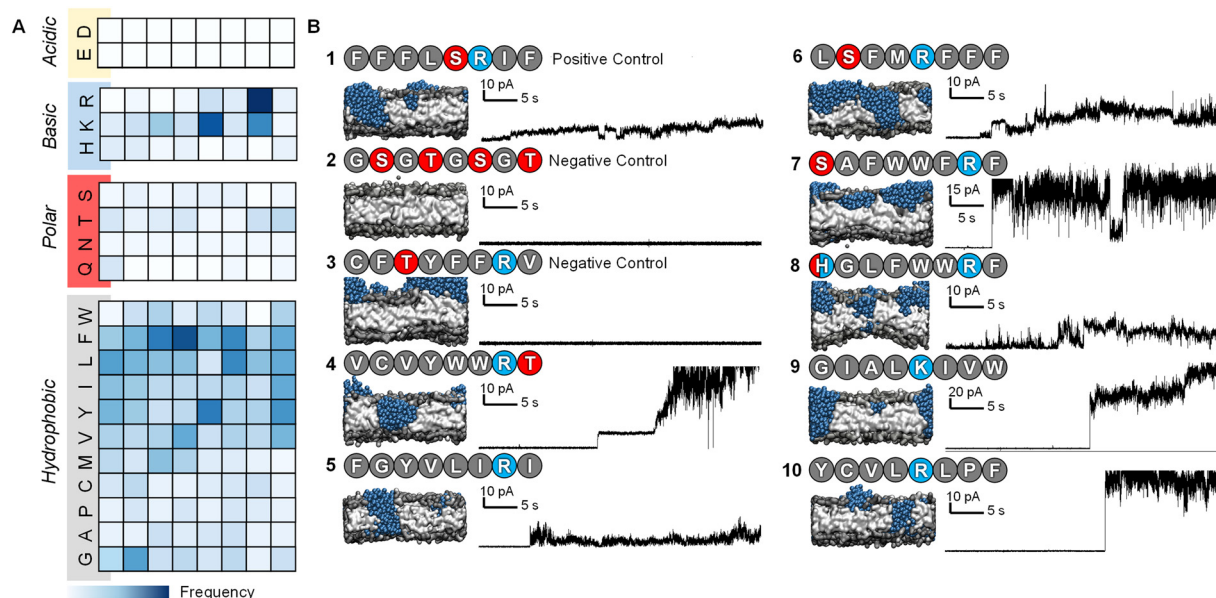 A
Acidic
E D
Basic
H K R
Polar
Q N T S
Hydrophobic
G A P C M V Y I L F W
Frequency
B
1 F F F L S R I F Positive Control
10 pA
5 s
2 G S G T G S G T Negative Control
10 pA
5 s
3 C F T Y F F R V Negative Control
10 pA
5 s
4 V C V Y W W R T
10 pA
5 s
5 F G Y V L I R I
10 pA
5 s
6 L S F M R F F F
10 pA
5 s
7 S A F W W F R F
15 pA
5 s
8 H G L F W W R F
10 pA
5 s
9 G I A L K I V W
20 pA
5 s
10 Y C V L R L P F
10 pA
5 s